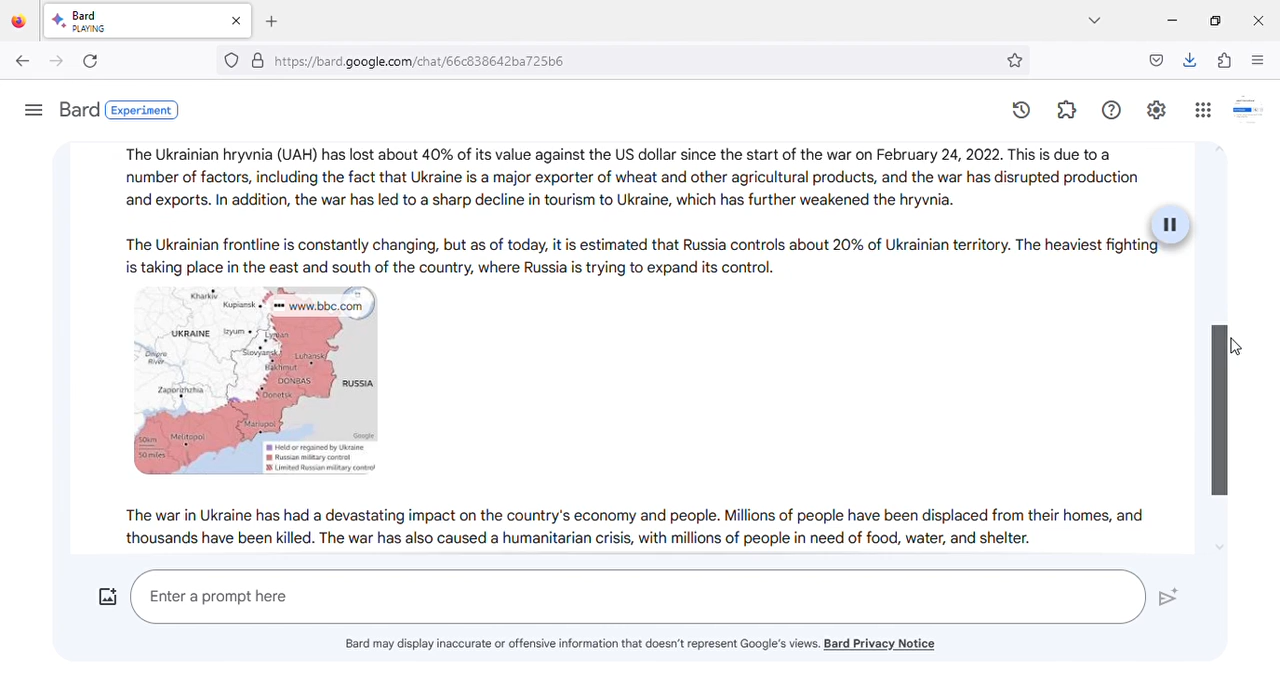 Bard
PLAYING
https://bard.google.com/chat/66c838642ba725b6
Bard Experiment
The Ukrainian hryvnia (UAH) has lost about 40% of its value against the US dollar since the start of the war on February 24, 2022. This is due to a
number of factors, including the fact that Ukraine is a major exporter of wheat and other agricultural products, and the war has disrupted production
and exports. In addition, the war has led to a sharp decline in tourism to Ukraine, which has further weakened the hryvnia.
The Ukrainian frontline is constantly changing, but as of today, it is estimated that Russia controls about 20% of Ukrainian territory. The heaviest fighting
is taking place in the east and south of the country, where Russia is trying to expand its control.
Kharkiv
Kupiansk
www.bbc.com
UKRAINE
Izyum
Lyman
Dnipro
River
Slovyansk
Luhansk
Bakhmut
DONBAS
RUSSIA
Zaporizhzhia
Donetsk
Mariupol
Melitopol
50km
50 miles
Google
Held or regained by Ukraine
Russian military control
Limited Russian military control
The war in Ukraine has had a devastating impact on the country's economy and people. Millions of people have been displaced from their homes, and
thousands have been killed. The war has also caused a humanitarian crisis, with millions of people in need of food, water, and shelter.
Enter a prompt here
Bard may display inaccurate or offensive information that doesn't represent Google's views. Bard Privacy Notice